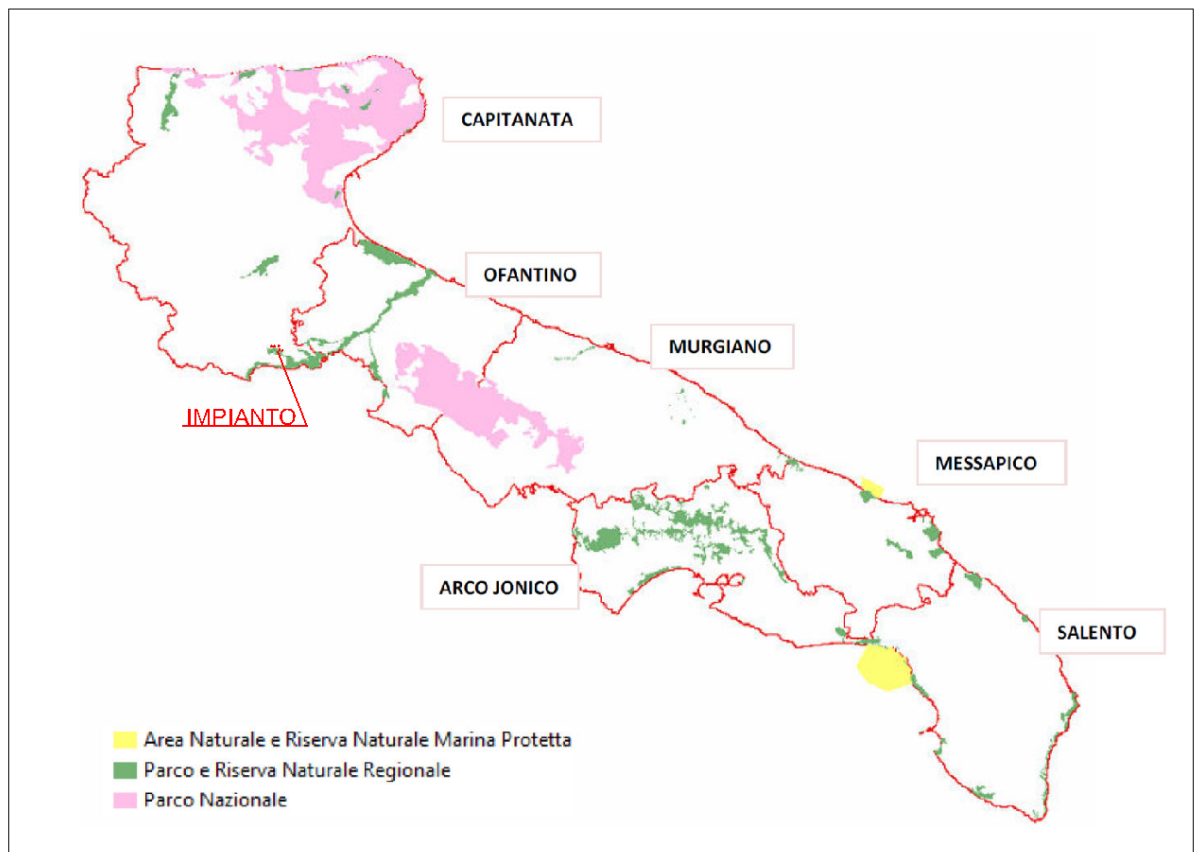 CAPITANATA
OFANTINO
MURGIANO
IMPIANTO
MESSAPICO
ARCO JONICO
SALENTO
Area Naturale e Riserva Naturale Marina Protetta
Parco e Riserva Naturale Regionale
Parco Nazionale